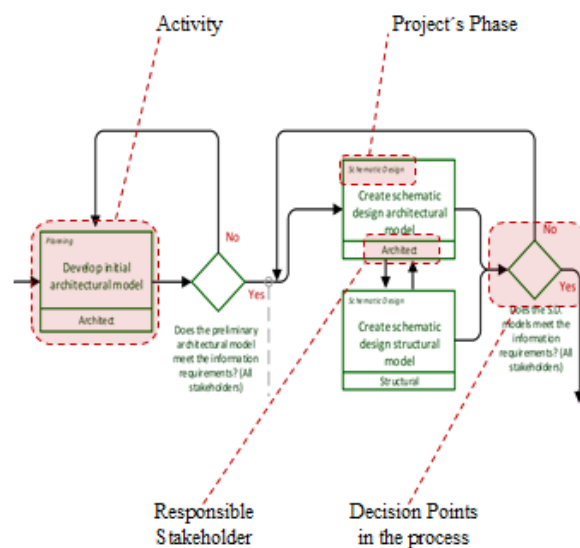 Activity
Project´s Phase
Planning
Develop initial
architectural model
Architect
No
Yes
Does the preliminary
architectural model
meet the information
requirements? (All
stakeholders)
Schematic Design
Create schematic
design architectural
model
Architect
Schematic Design
Create schematic
design structural
model
Structural
No
Yes
Does the S.D.
models meet the
information
requirements? (All
stakeholders)
Responsible
Stakeholder
Decision Points
in the process